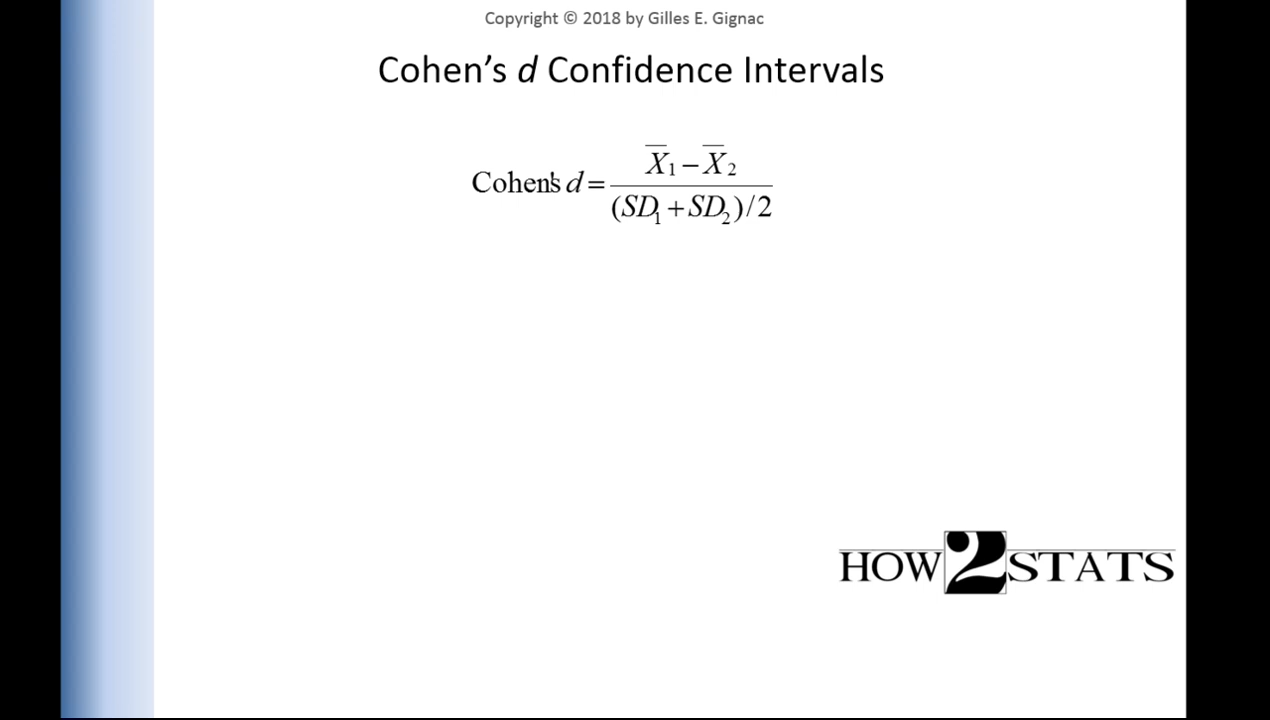 Copyright © 2018 by Gilles E. Gignac
Cohen's d Confidence Intervals
Cohen's d = (X̅₁ − X̅₂) / ((SD₁ + SD₂)/2)
HOW2STATS